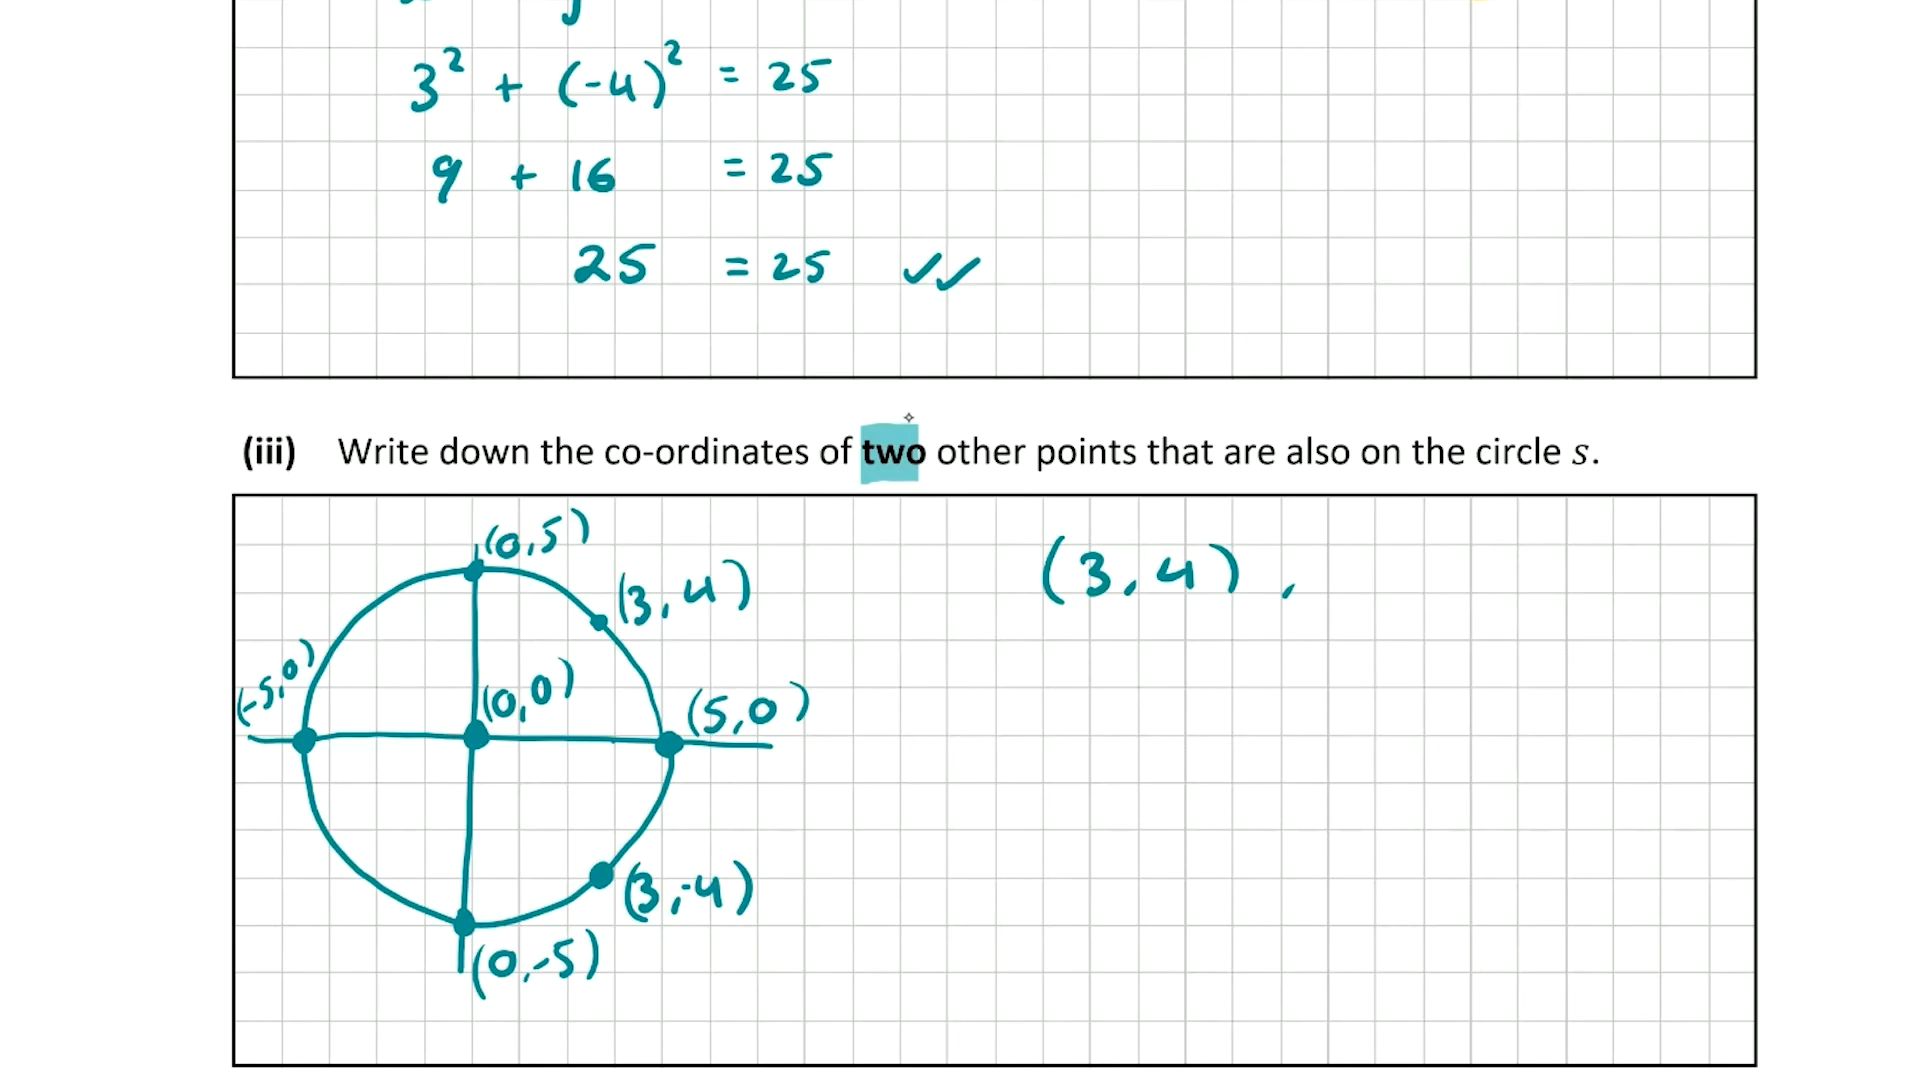 3² + (-4)² = 25
9 + 16 = 25
25 = 25 ✓✓
(iii) Write down the co-ordinates of two other points that are also on the circle s.
(0,5)
(3,4)
(3,4),
(-5,0)
(0,0)
(5,0)
(3,-4)
(0,-5)